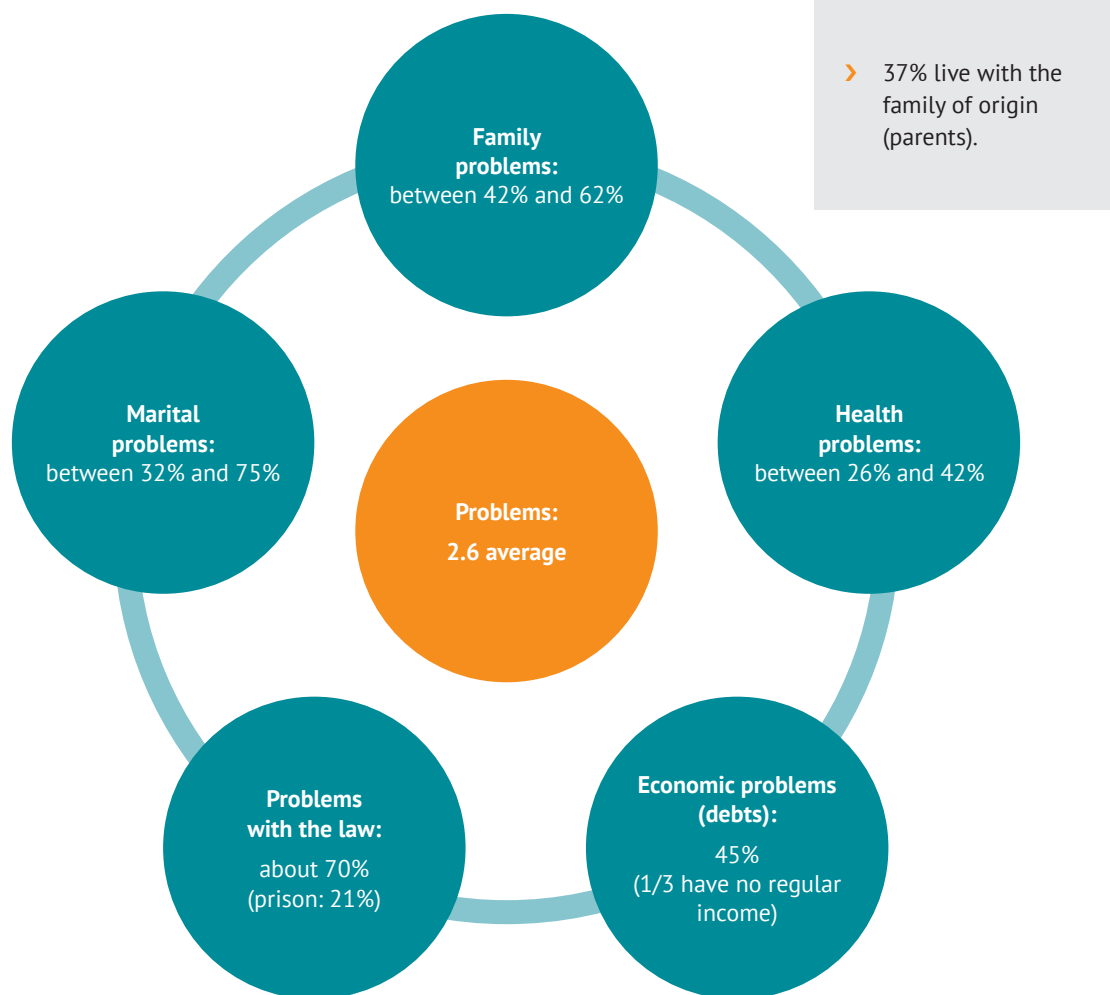 › 37% live with the
family of origin
(parents).
Family
problems:
between 42% and 62%
Marital
problems:
between 32% and 75%
Health
problems:
between 26% and 42%
Problems:
2.6 average
Problems
with the law:
about 70%
(prison: 21%)
Economic problems
(debts):
45%
(1/3 have no regular
income)